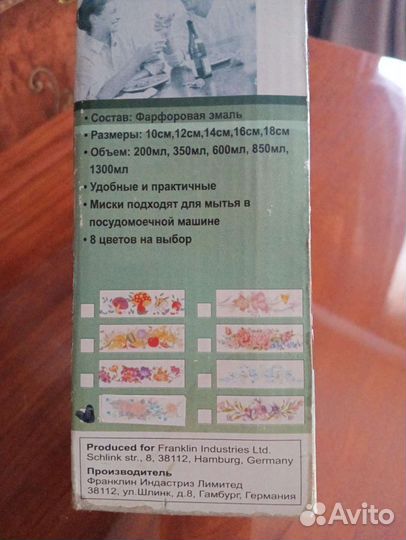 • Состав: Фарфоровая эмаль
• Размеры: 10см,12см,14см,16см,18см
• Объем: 200мл, 350мл, 600мл, 850мл,
1300мл
• Удобные и практичные
• Миски подходят для мытья в
посудомоечной машине
• 8 цветов на выбор
Produced for Franklin Industries Ltd.
Schlink str., 8, 38112, Hamburg, Germany
Производитель
Франклин Индастриз Лимитед
38112, ул.Шлинк, д.8, Гамбург, Германия
Avito